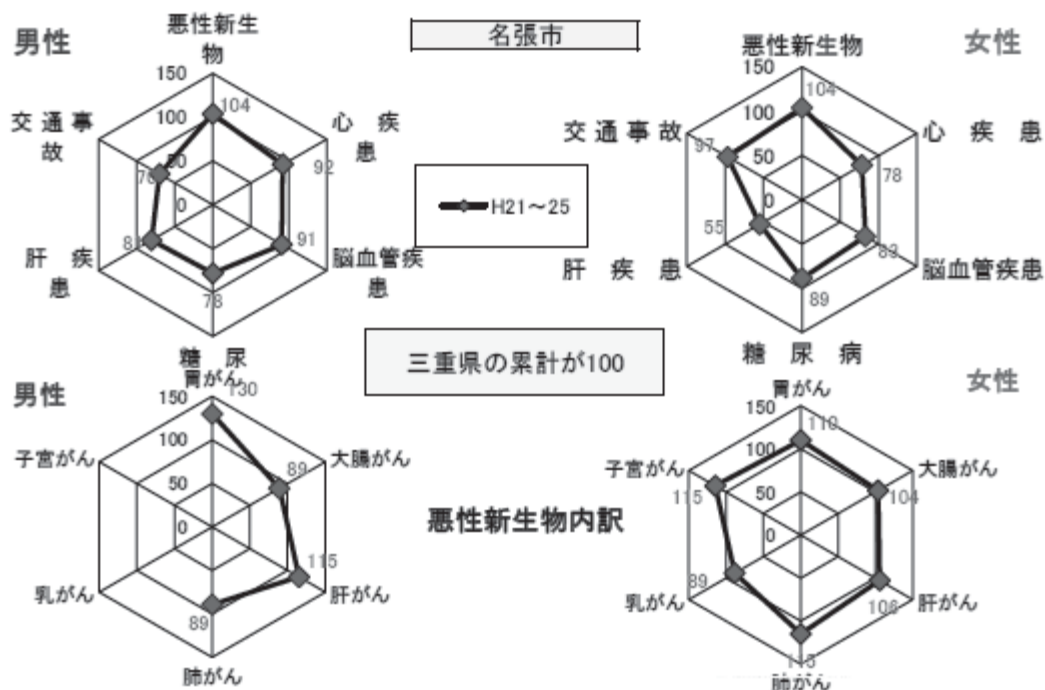 男性
名張市
女性
悪性新生
物
150
104
100
50
0
心疾
患
92
91
脳血管疾
患
78
糖尿
肝疾
患
交通事
故
悪性新生物
150
104
100
50
0
心疾患
78
83
脳血管疾患
89
糖尿病
55
肝疾患
97
交通事故
H21～25
三重県の累計が100
男性
胃がん
130
150
100
50
0
89
大腸がん
115
肝がん
89
肺がん
乳がん
子宮がん
悪性新生物内訳
女性
胃がん
150
110
100
50
0
大腸がん
104
肝がん
106
115
肺がん
89
乳がん
115
子宮がん